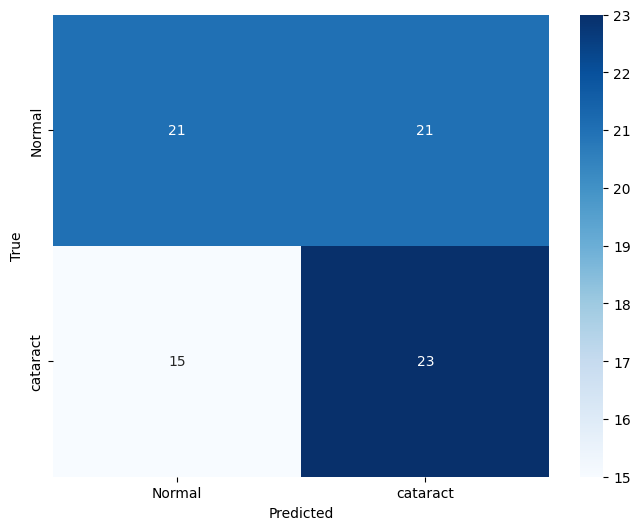 Normal
cataract
True
21 21
15 23
Normal cataract
Predicted
23
22
21
20
19
18
17
16
15